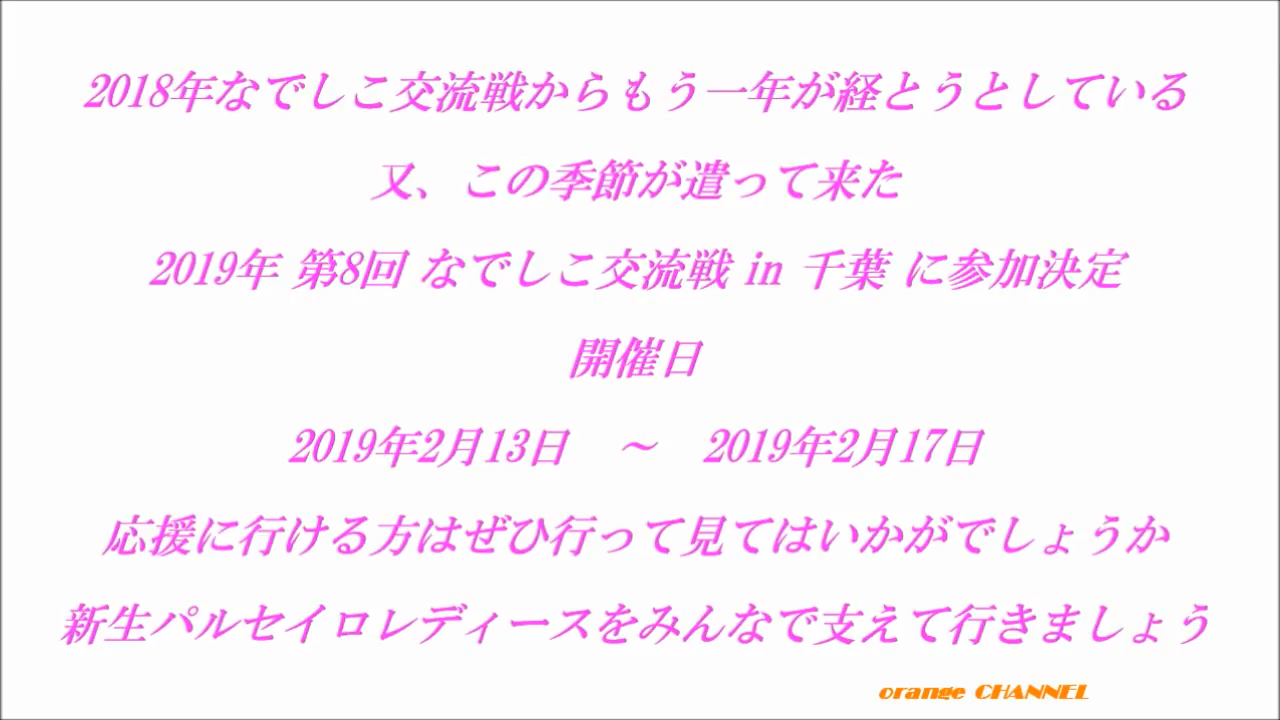 2018年なでしこ交流戦からもう一年が経とうとしている
又、この季節が遣って来た
2019年 第8回 なでしこ交流戦 in 千葉 に参加決定
開催日
2019年2月13日　～　2019年2月17日
応援に行ける方はぜひ行って見てはいかがでしょうか
新生パルセイロレディースをみんなで支えて行きましょう
orange CHANNEL